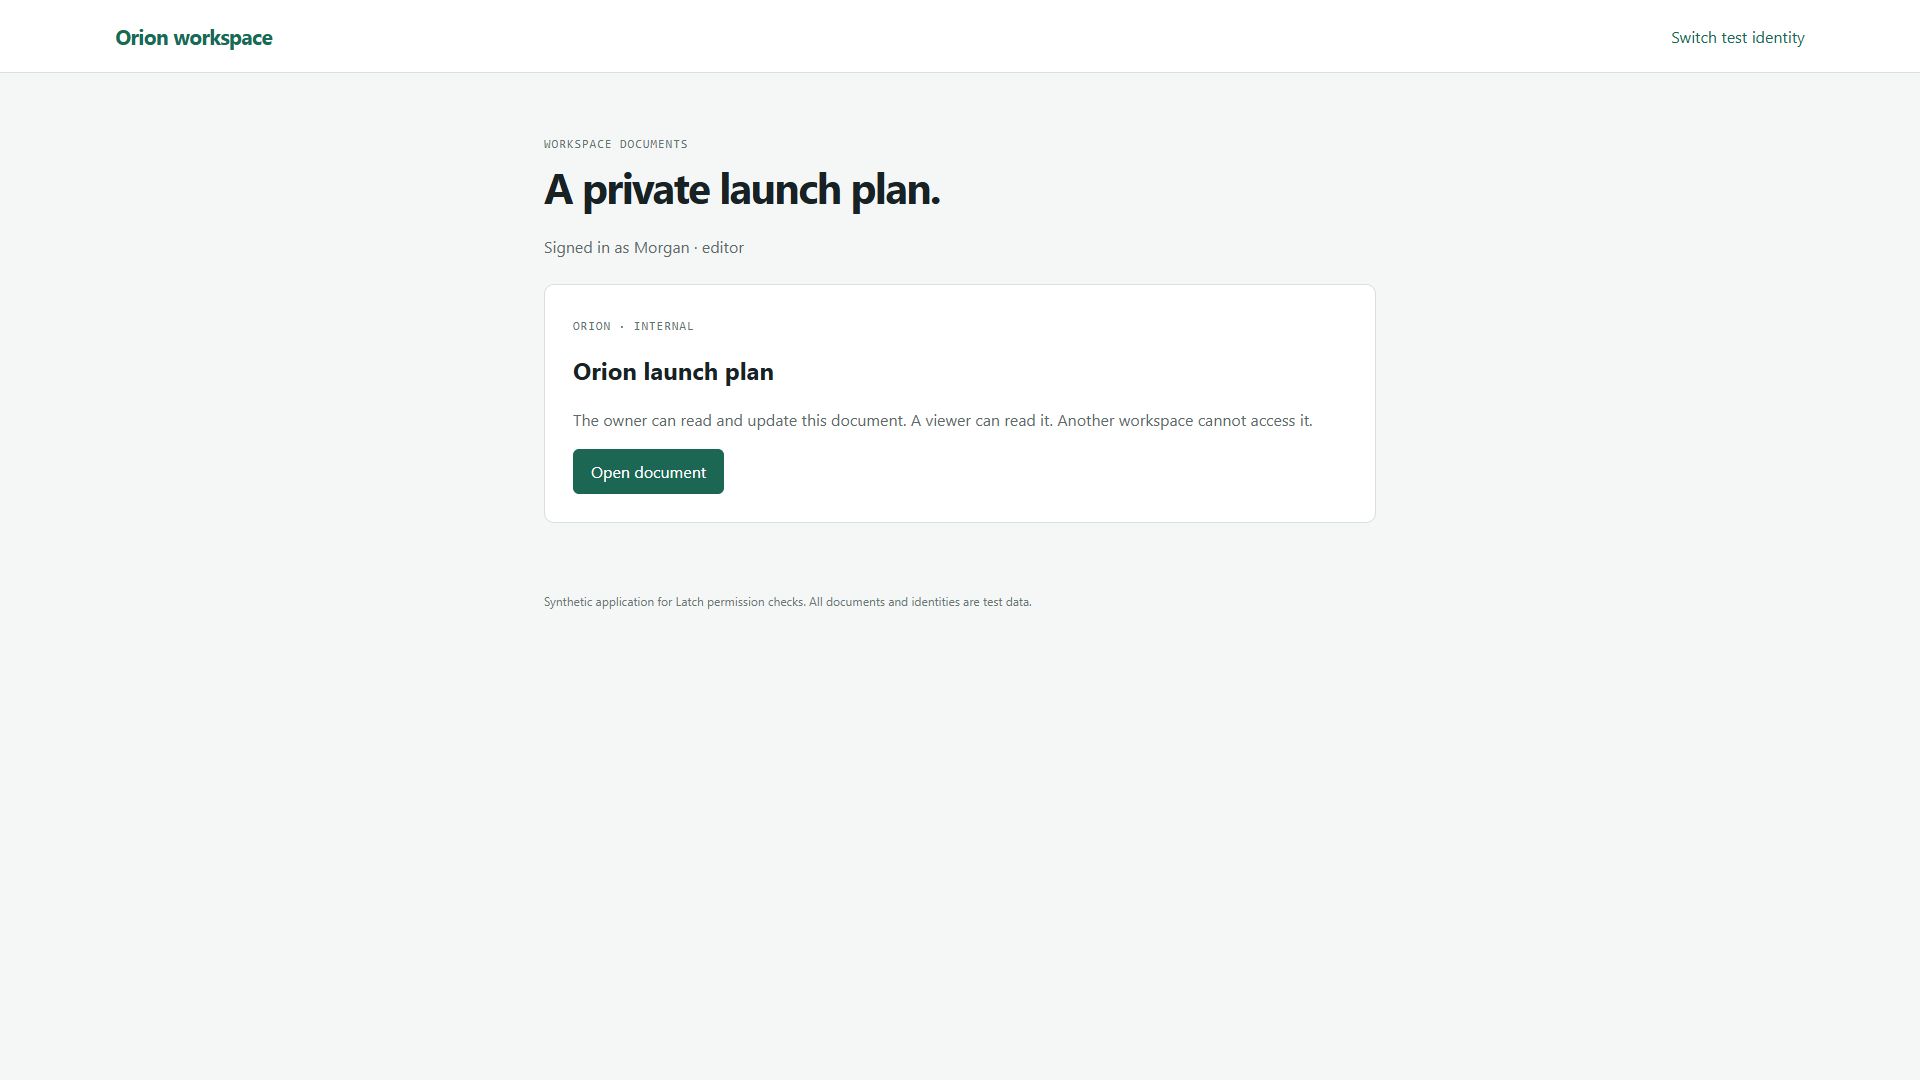 Orion workspace
Switch test identity
WORKSPACE DOCUMENTS
A private launch plan.
Signed in as Morgan · editor
ORION · INTERNAL
Orion launch plan
The owner can read and update this document. A viewer can read it. Another workspace cannot access it.
Open document
Synthetic application for Latch permission checks. All documents and identities are test data.